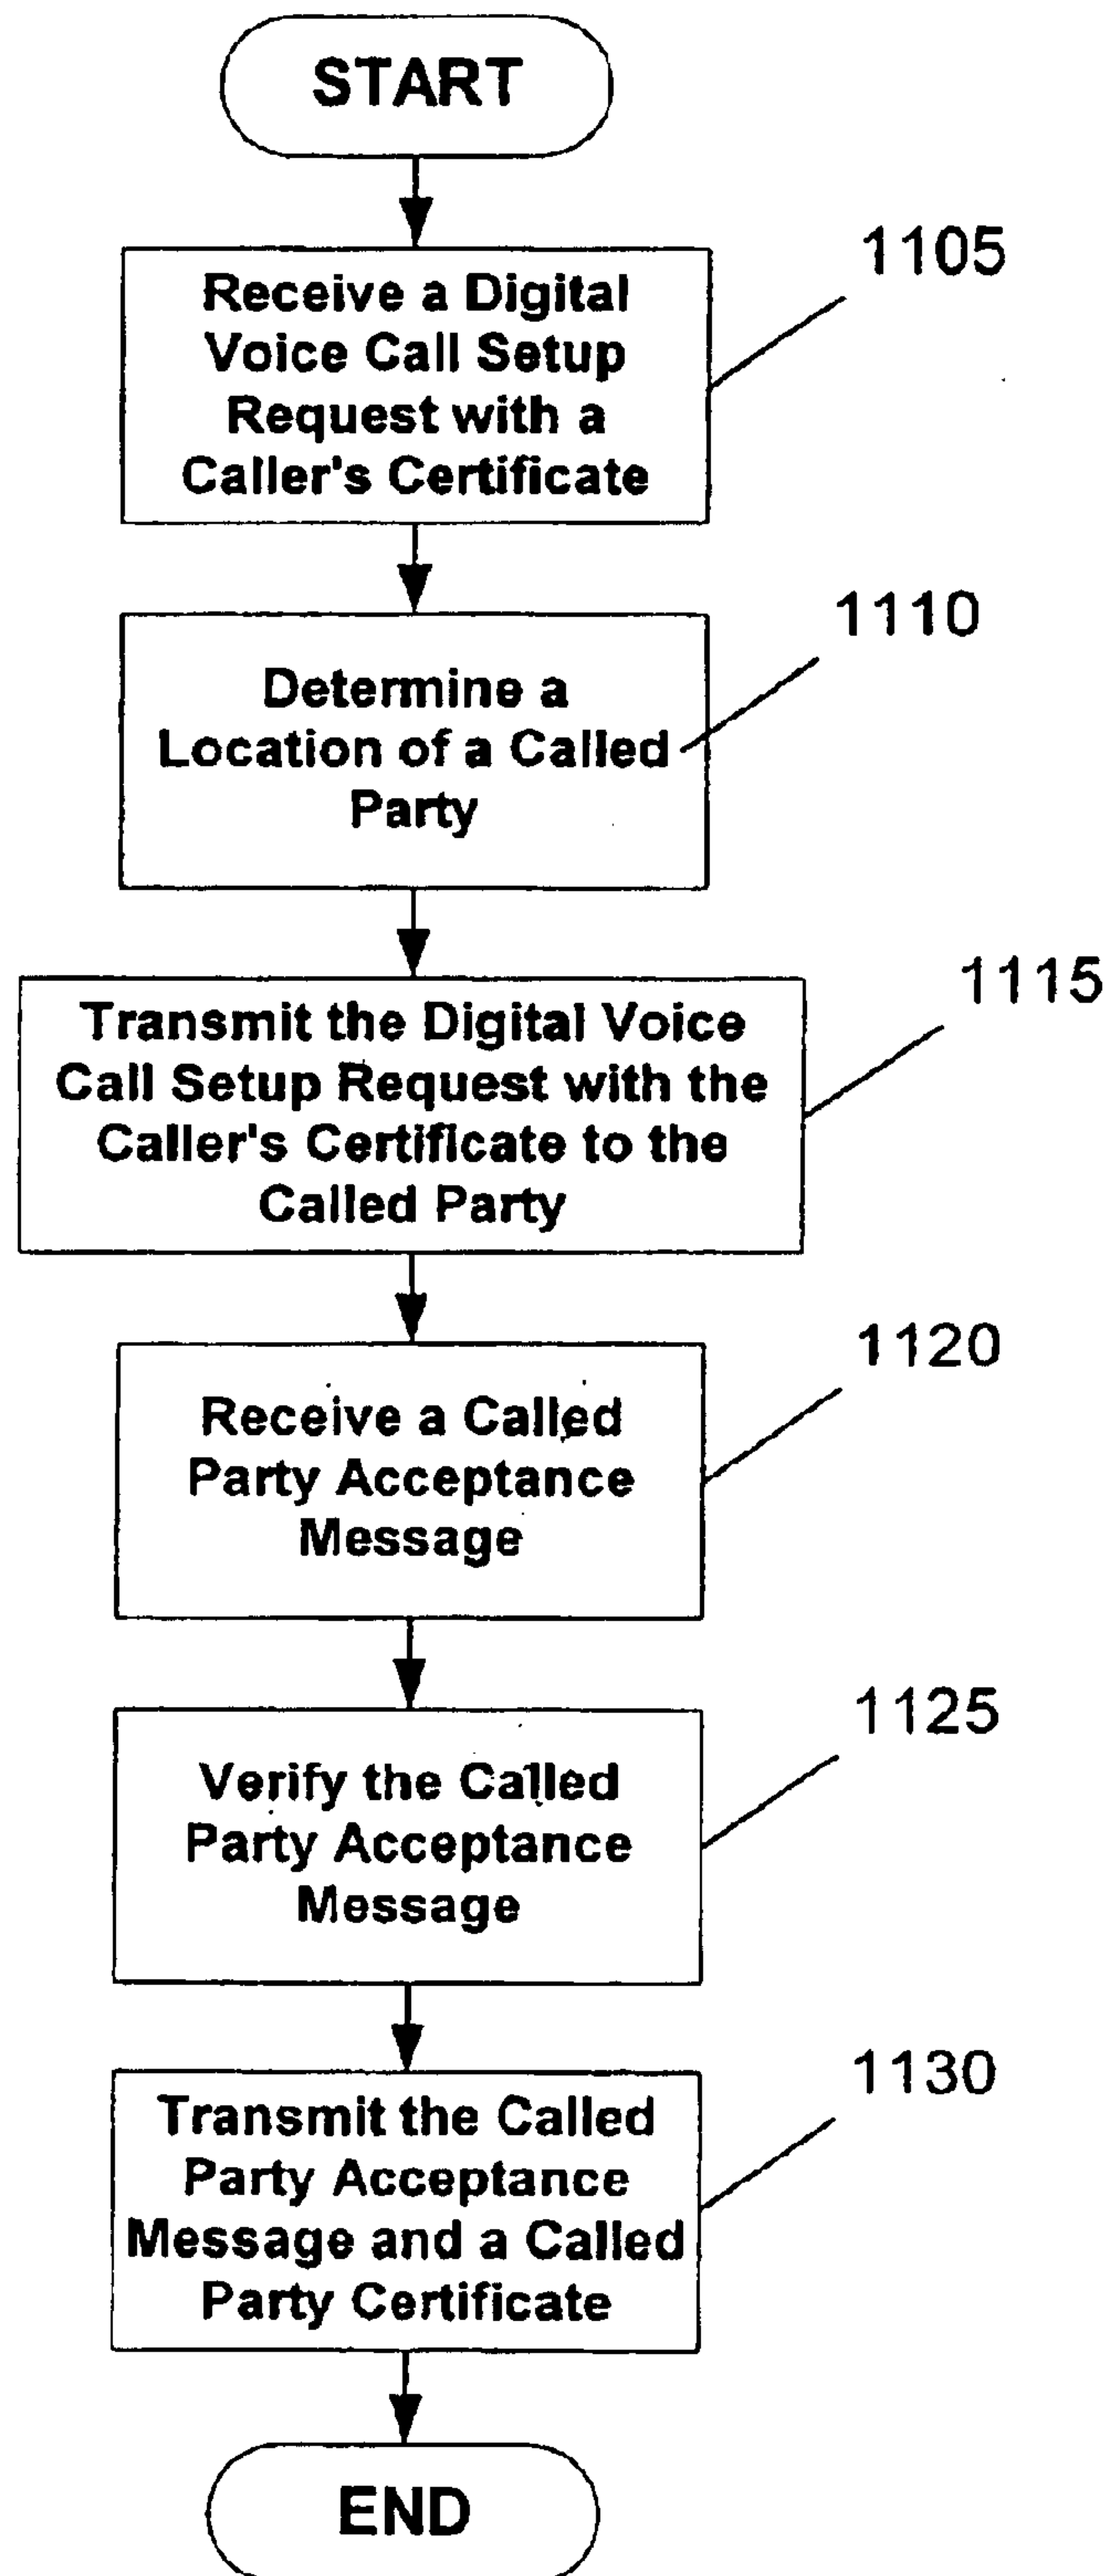 START
1105
Receive a Digital
Voice Call Setup
Request with a
Caller's Certificate
1110
Determine a
Location of a Called
Party
1115
Transmit the Digital Voice
Call Setup Request with the
Caller's Certificate to the
Called Party
1120
Receive a Called
Party Acceptance
Message
1125
Verify the Called
Party Acceptance
Message
1130
Transmit the Called
Party Acceptance
Message and a Called
Party Certificate
END